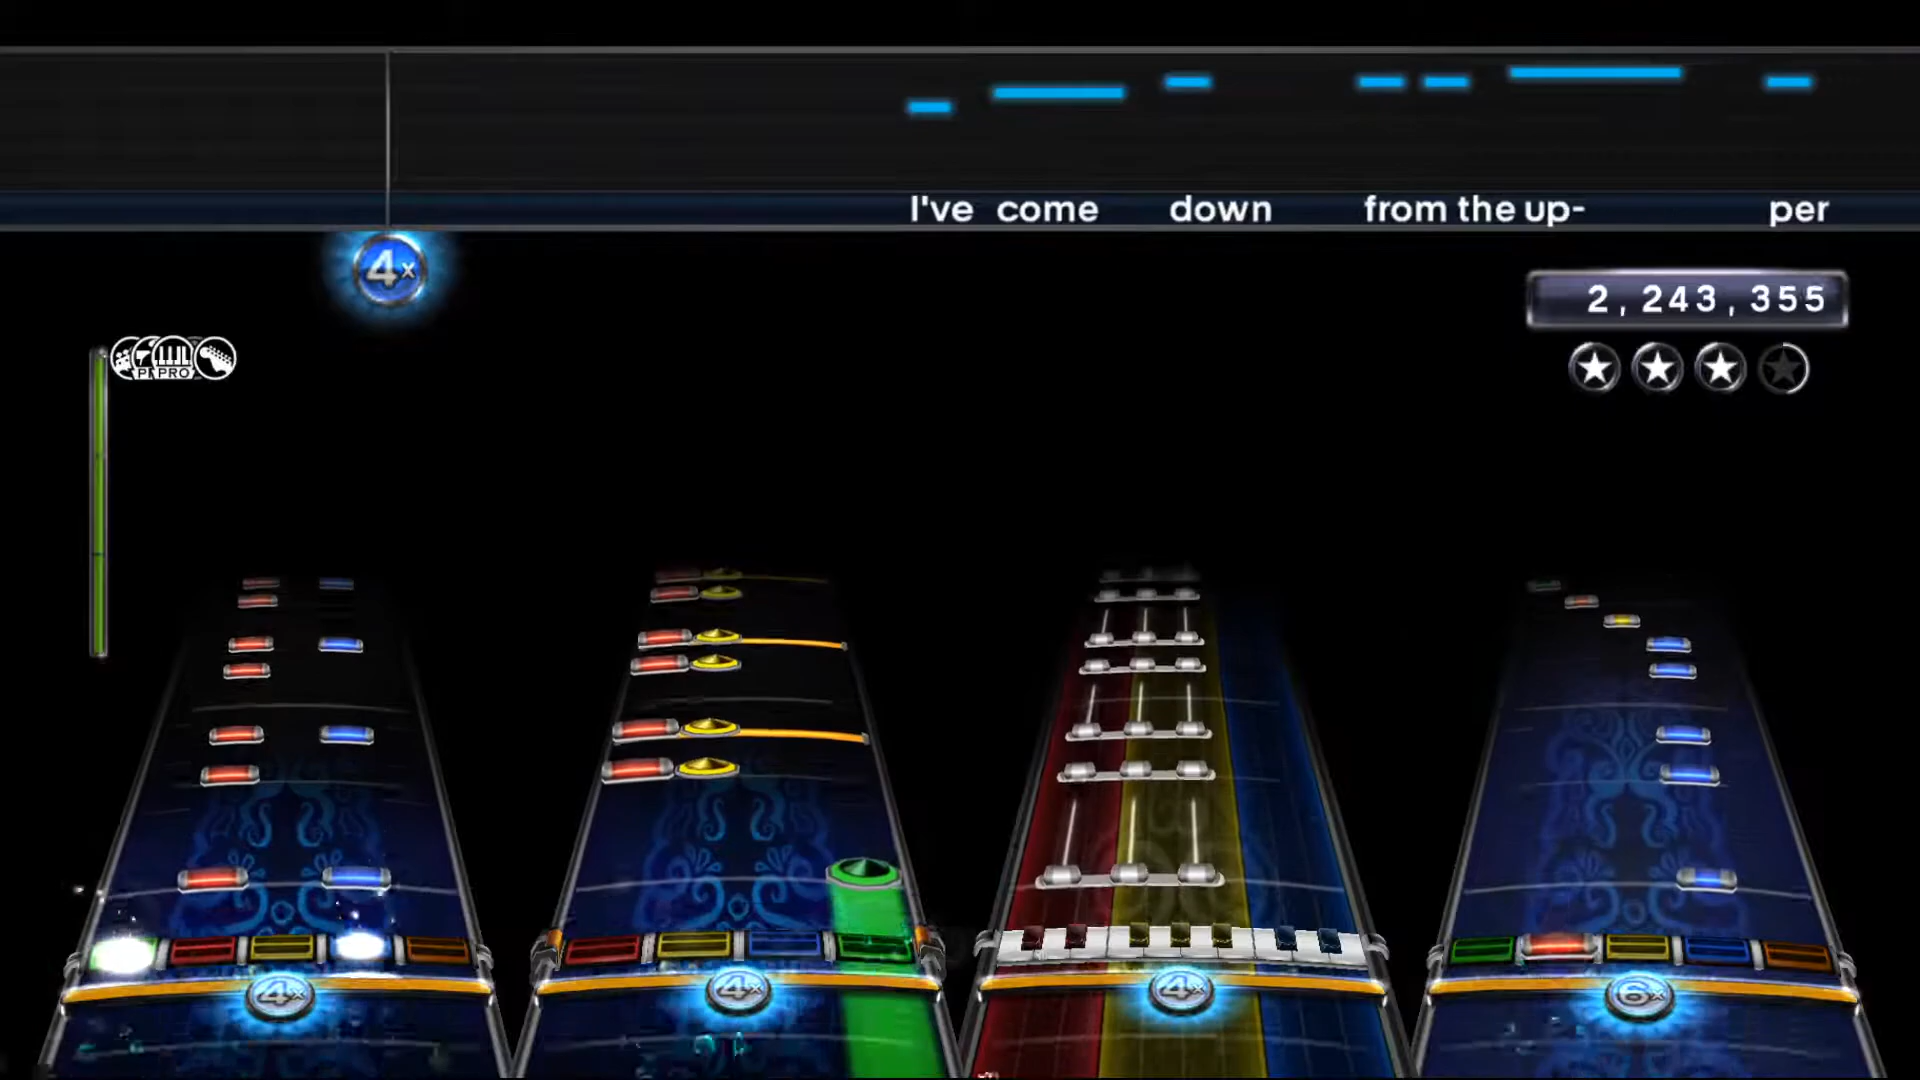 I've come down from the up- per
4x
2,243,355
PRO
4x
4x
4x
6x